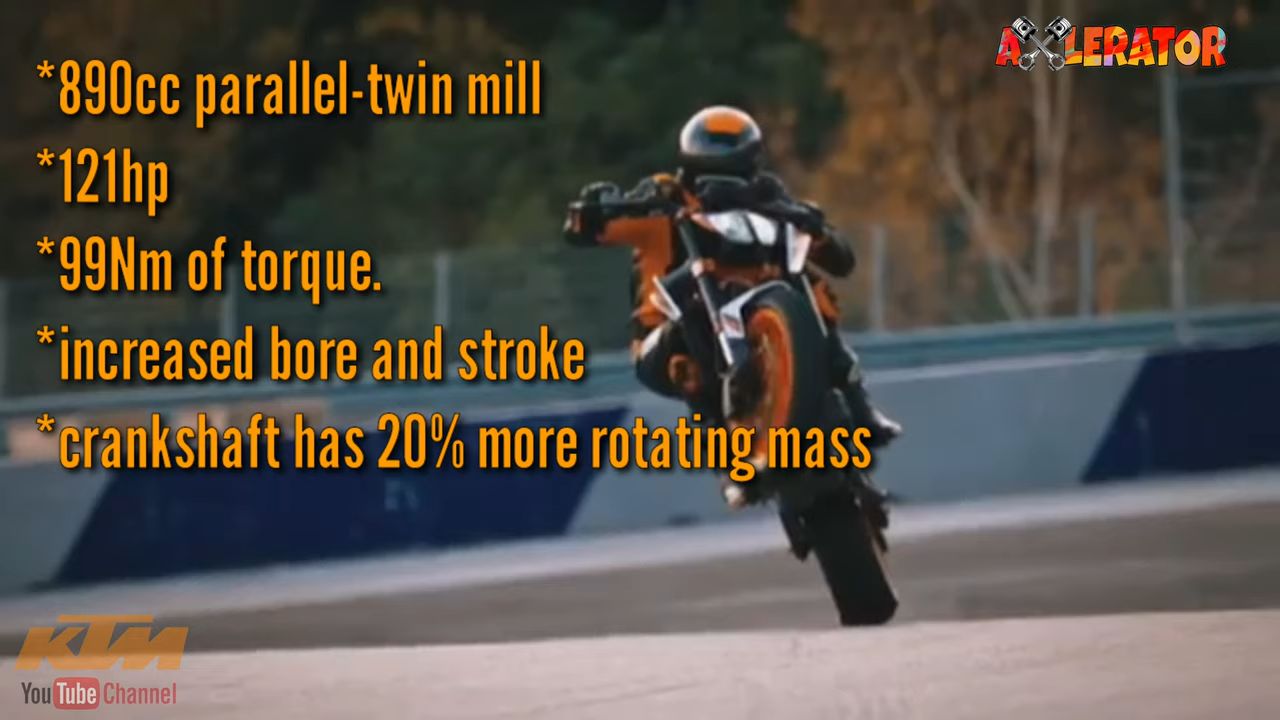 AXLERATOR
*890cc parallel-twin mill
*121hp
*99Nm of torque.
*increased bore and stroke
*crankshaft has 20% more rotating mass
KTM
YouTube Channel